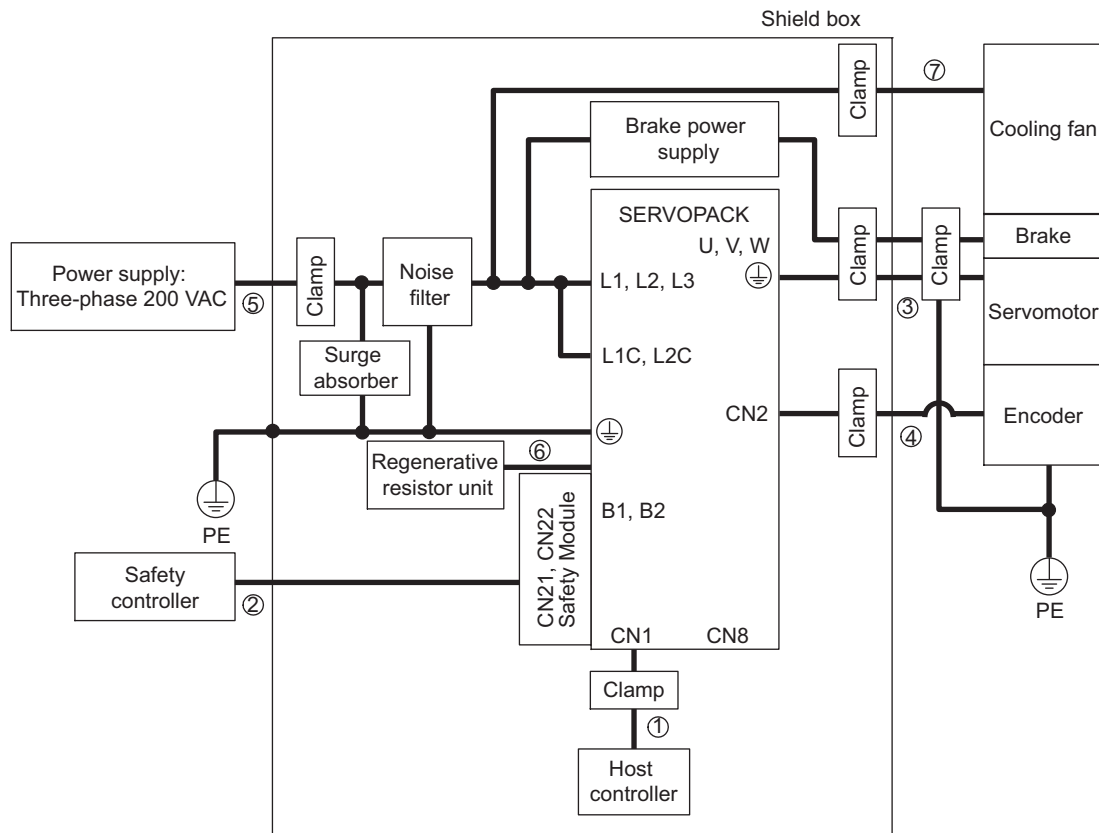 Shield box
Clamp
⑦
Cooling fan
Brake power
supply
SERVOPACK
U, V, W
Clamp
Clamp
Brake
Power supply:
Three-phase 200 VAC
⑤
Clamp
Noise
filter
L1, L2, L3
③
Servomotor
Surge
absorber
L1C, L2C
CN2
Clamp
④
Encoder
⑥
Regenerative
resistor unit
B1, B2
PE
CN21, CN22
Safety Module
Safety
controller
②
PE
CN1
CN8
Clamp
①
Host
controller